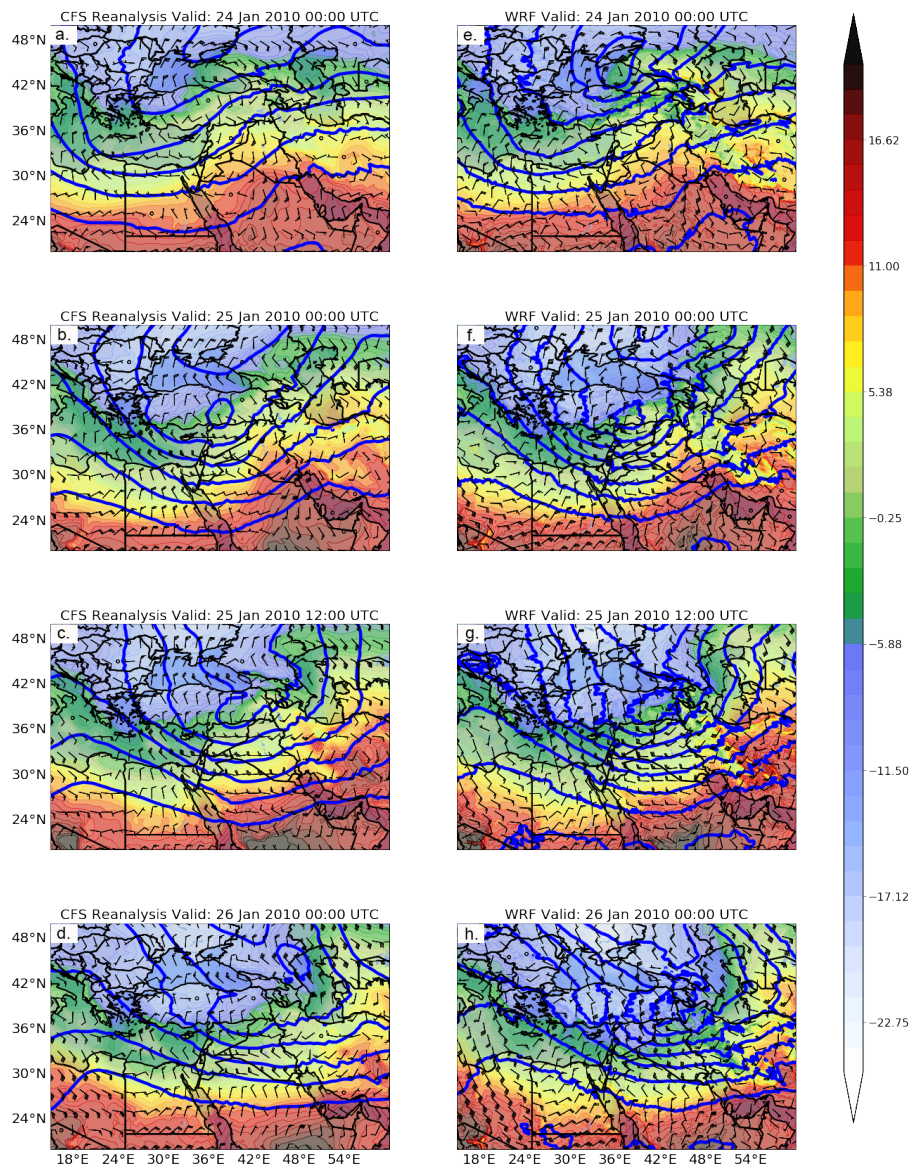 CFS Reanalysis Valid: 24 Jan 2010 00:00 UTC
WRF Valid: 24 Jan 2010 00:00 UTC
a.
e.
48°N
42°N
36°N
30°N
24°N
CFS Reanalysis Valid: 25 Jan 2010 00:00 UTC
WRF Valid: 25 Jan 2010 00:00 UTC
b.
f.
48°N
42°N
36°N
30°N
24°N
CFS Reanalysis Valid: 25 Jan 2010 12:00 UTC
WRF Valid: 25 Jan 2010 12:00 UTC
c.
g.
48°N
42°N
36°N
30°N
24°N
CFS Reanalysis Valid: 26 Jan 2010 00:00 UTC
WRF Valid: 26 Jan 2010 00:00 UTC
d.
h.
48°N
42°N
36°N
30°N
24°N
18°E 24°E 30°E 36°E 42°E 48°E 54°E
18°E 24°E 30°E 36°E 42°E 48°E 54°E
16.62
11.00
5.38
−0.25
−5.88
−11.50
−17.12
−22.75